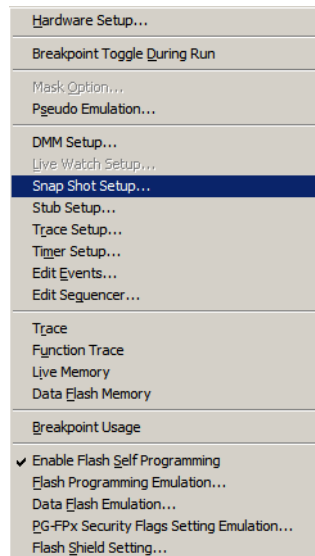 Hardware Setup...
Breakpoint Toggle During Run
Mask Option...
Pseudo Emulation...
DMM Setup...
Live Watch Setup...
Snap Shot Setup...
Stub Setup...
Trace Setup...
Timer Setup...
Edit Events...
Edit Sequencer...
Trace
Function Trace
Live Memory
Data Flash Memory
Breakpoint Usage
Enable Flash Self Programming
Flash Programming Emulation...
Data Flash Emulation...
PG-FPx Security Flags Setting Emulation...
Flash Shield Setting...